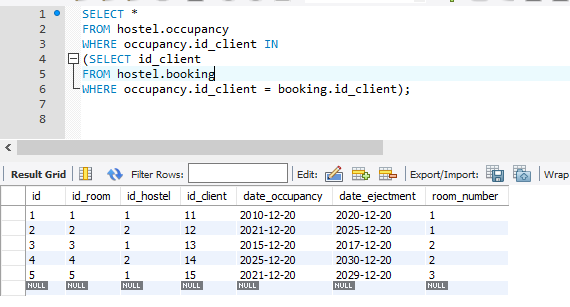 1 SELECT *
2 FROM hostel.occupancy
3 WHERE occupancy.id_client IN
4 (SELECT id_client
5 FROM hostel.booking
6 WHERE occupancy.id_client = booking.id_client);
7
8
Result Grid Filter Rows: Edit: Export/Import: Wrap
id id_room id_hostel id_client date_occupancy date_ejectment room_number
1 1 1 11 2010-12-20 2020-12-20 1
2 2 2 12 2021-12-20 2025-12-20 1
3 3 1 13 2015-12-20 2017-12-20 2
4 4 2 14 2025-12-20 2030-12-20 2
5 5 1 15 2021-12-20 2029-12-20 3
NULL NULL NULL NULL NULL NULL NULL